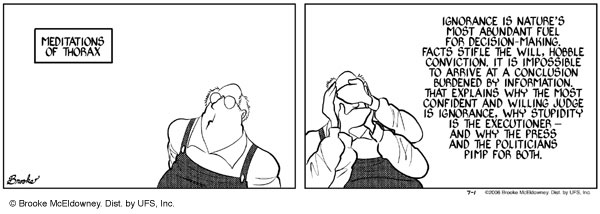 MEDITATIONS
OF THORAX
IGNORANCE IS NATURE'S
MOST ABUNDANT FUEL
FOR DECISION-MAKING.
FACTS STIFLE THE WILL, HOBBLE
CONVICTION. IT IS IMPOSSIBLE
TO ARRIVE AT A CONCLUSION
BURDENED BY INFORMATION.
THAT EXPLAINS WHY THE MOST
CONFIDENT AND WILLING JUDGE
IS IGNORANCE, WHY STUPIDITY
IS THE EXECUTIONER —
AND WHY THE PRESS
AND THE POLITICIANS
PIMP FOR BOTH.
Brooke
7-1 ©2006 Brooke McEldowney. Dist. by UFS, Inc.
© Brooke McEldowney. Dist. by UFS, Inc.